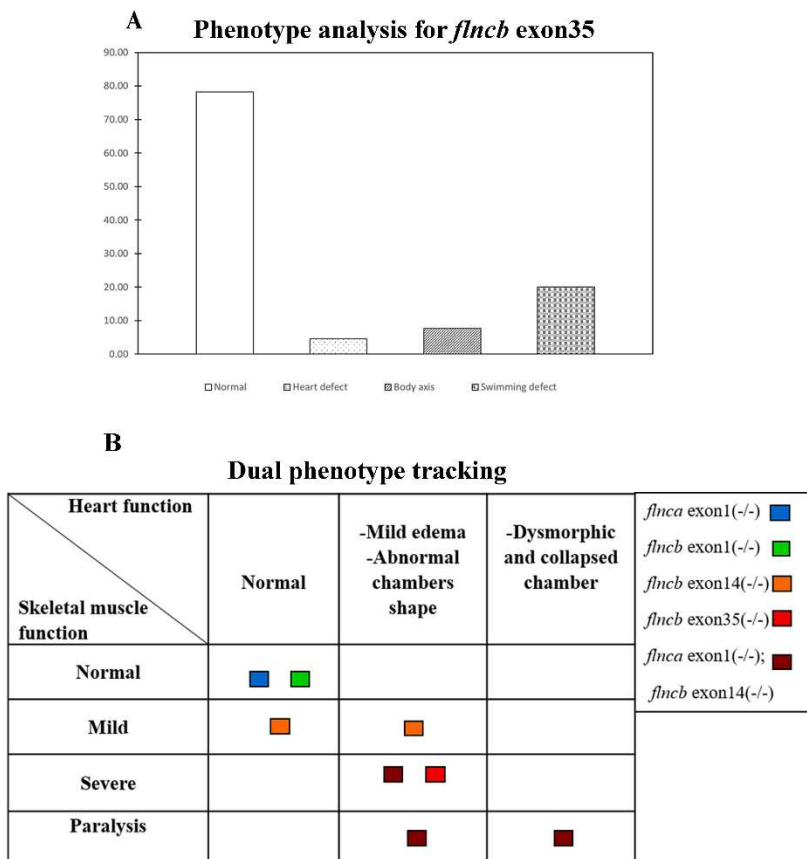 A
Phenotype analysis for flncb exon35
90.00
80.00
70.00
60.00
50.00
40.00
30.00
20.00
10.00
0.00
Normal Heart defect Body axis Swimming defect
B
Dual phenotype tracking
Heart function
Skeletal muscle
function
Normal
-Mild edema
-Abnormal
chambers
shape
-Dysmorphic
and collapsed
chamber
Normal
Mild
Severe
Paralysis
flnca exon1(-/-)
flncb exon1(-/-)
flncb exon14(-/-)
flncb exon35(-/-)
flnca exon1(-/-);
flncb exon14(-/-)